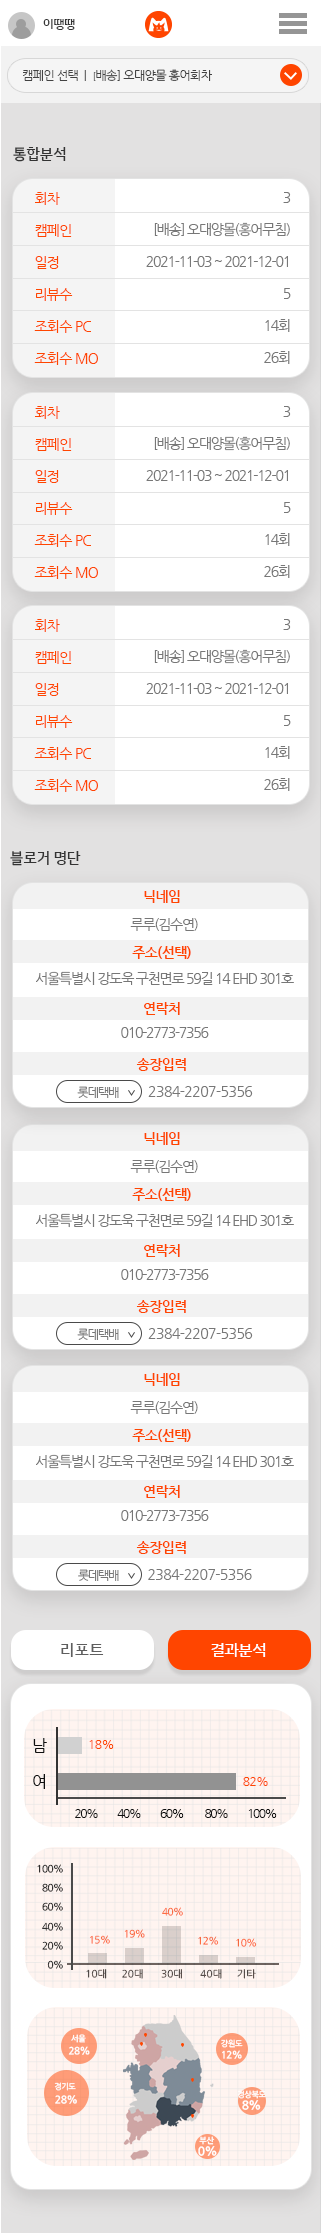 이땡땡
캠페인 선택 | [배송] 오대양몰 홍어회차
통합분석
회차 3
캠페인 [배송] 오대양몰(홍어무침)
일정 2021-11-03 ~ 2021-12-01
리뷰수 5
조회수 PC 14회
조회수 MO 26회
회차 3
캠페인 [배송] 오대양몰(홍어무침)
일정 2021-11-03 ~ 2021-12-01
리뷰수 5
조회수 PC 14회
조회수 MO 26회
회차 3
캠페인 [배송] 오대양몰(홍어무침)
일정 2021-11-03 ~ 2021-12-01
리뷰수 5
조회수 PC 14회
조회수 MO 26회
블로거 명단
닉네임
루루(김수연)
주소(선택)
서울특별시 강도욱 구천면로 59길 14 EHD 301호
연락처
010-2773-7356
송장입력
롯데택배 2384-2207-5356
닉네임
루루(김수연)
주소(선택)
서울특별시 강도욱 구천면로 59길 14 EHD 301호
연락처
010-2773-7356
송장입력
롯데택배 2384-2207-5356
닉네임
루루(김수연)
주소(선택)
서울특별시 강도욱 구천면로 59길 14 EHD 301호
연락처
010-2773-7356
송장입력
롯데택배 2384-2207-5356
리포트 결과분석
남 18%
여 82%
20% 40% 60% 80% 100%
100%
80%
60%
40%
20%
0%
15% 19% 40% 12% 10%
10대 20대 30대 40대 기타
서울
28%
강원도
12%
경기도
28%
경상북도
8%
부산
0%